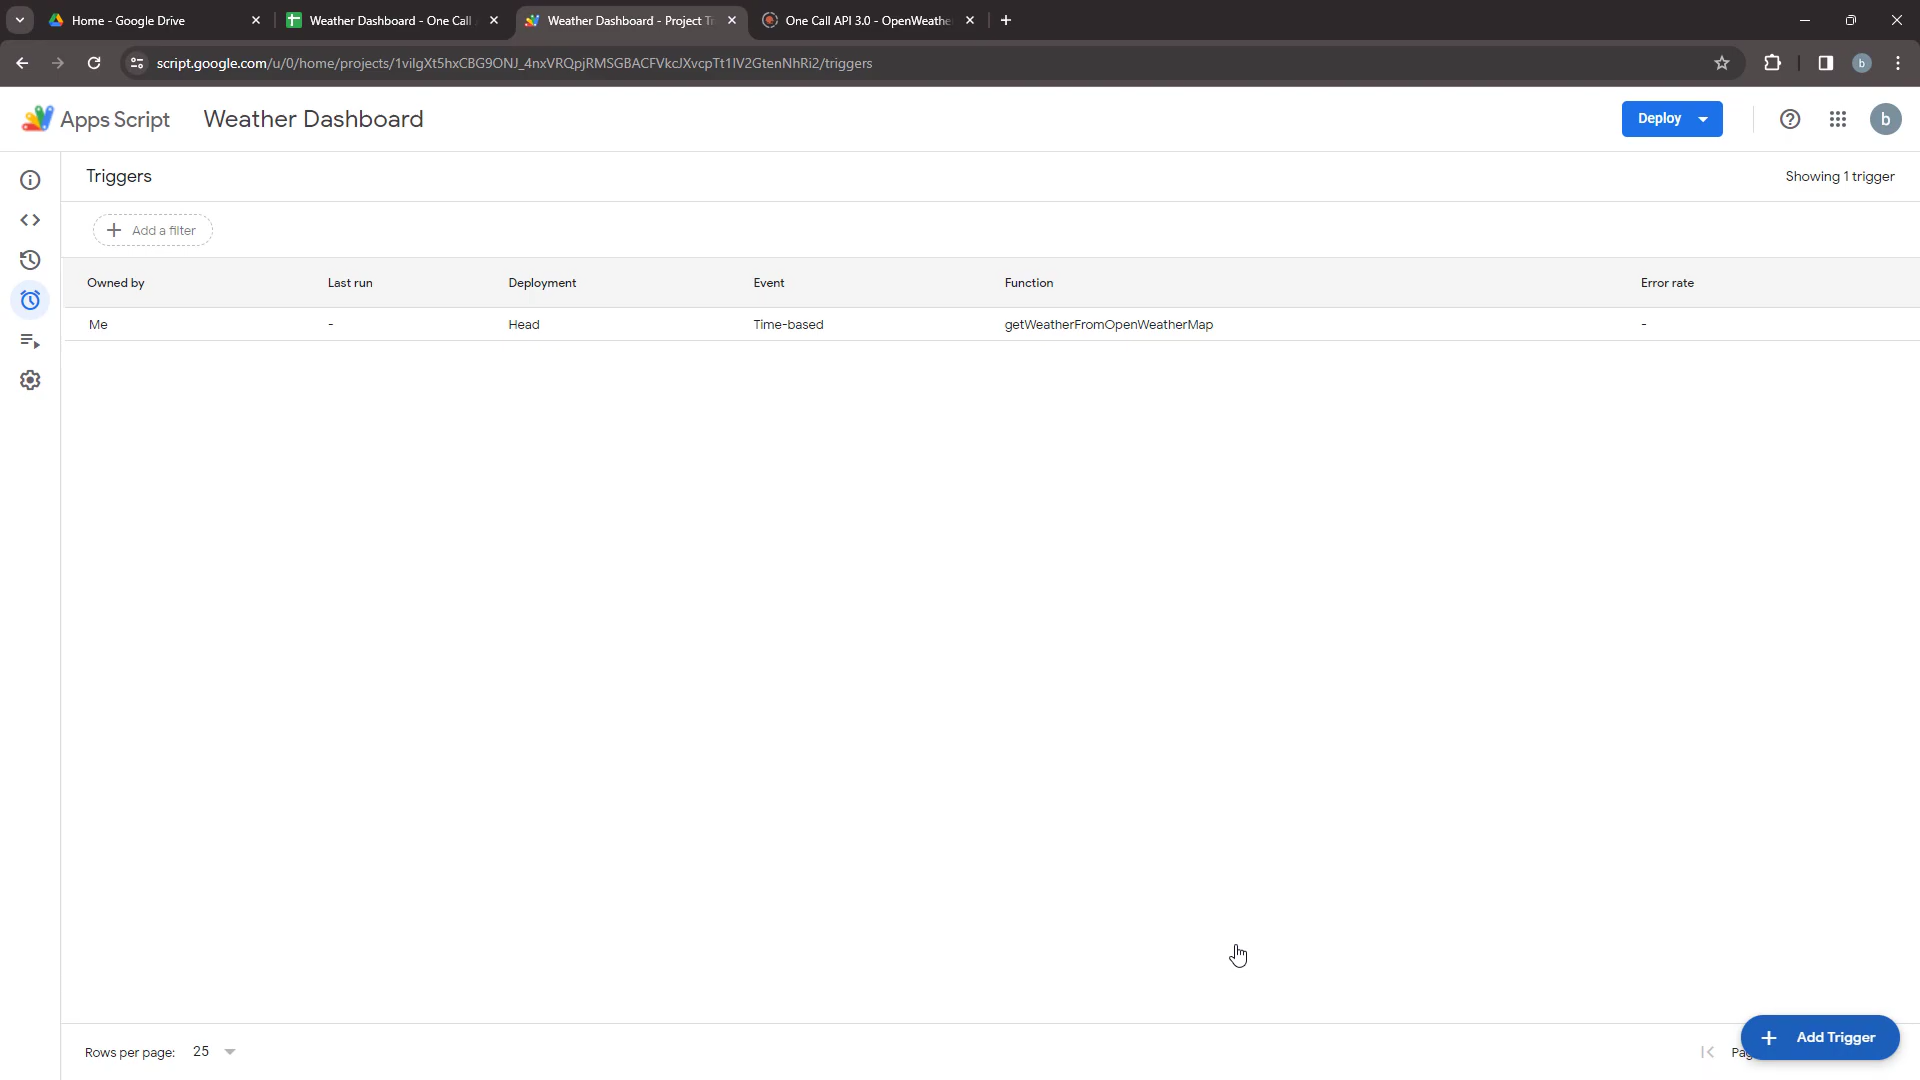 Home - Google Drive
Weather Dashboard - One Call
Weather Dashboard - Project Tr
One Call API 3.0 - OpenWeathe
script.google.com/u/0/home/projects/1vilgXt5hxCBG9ONJ_4nxVRQpjRMSGBACFVkcJXvcpTt1IV2GtenNhRi2/triggers
b
Apps Script
Weather Dashboard
Deploy
b
Triggers
Showing 1 trigger
Add a filter
Owned by Last run Deployment Event Function Error rate
Me - Head Time-based getWeatherFromOpenWeatherMap -
Rows per page: 25
Add Trigger